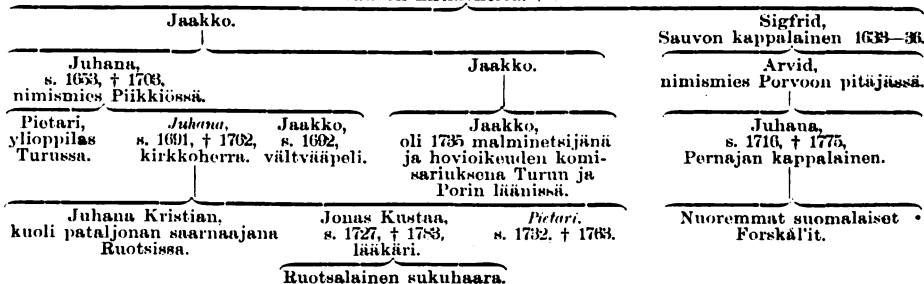 Jaakko.
Sigfrid,
Sauvon kappalainen 1633—36.
Juhana,
s. 1653, † 1703,
nimismies Piikkiössä.
Jaakko.
Arvid,
nimismies Porvoon pitäjässä.
Pietari,
ylioppilas
Turussa.
Juhana,
s. 1691, † 1762,
kirkkoherra.
Jaakko,
s. 1692,
vältvääpeli.
Jaakko,
oli 1735 malminetsijänä
ja hovioikeuden komi-
sariuksena Turun ja
Porin läänissä.
Juhana,
s. 1716, † 1775,
Pernajan kappalainen.
Juhana Kristian,
kuoli pataljonan saarnaajana
Ruotsissa.
Jonas Kustaa,
s. 1727, † 1783,
lääkäri.
Pietari,
s. 1732, † 1763.
Nuoremmat suomalaiset
Forskål'it.
Ruotsalainen sukuhaara.